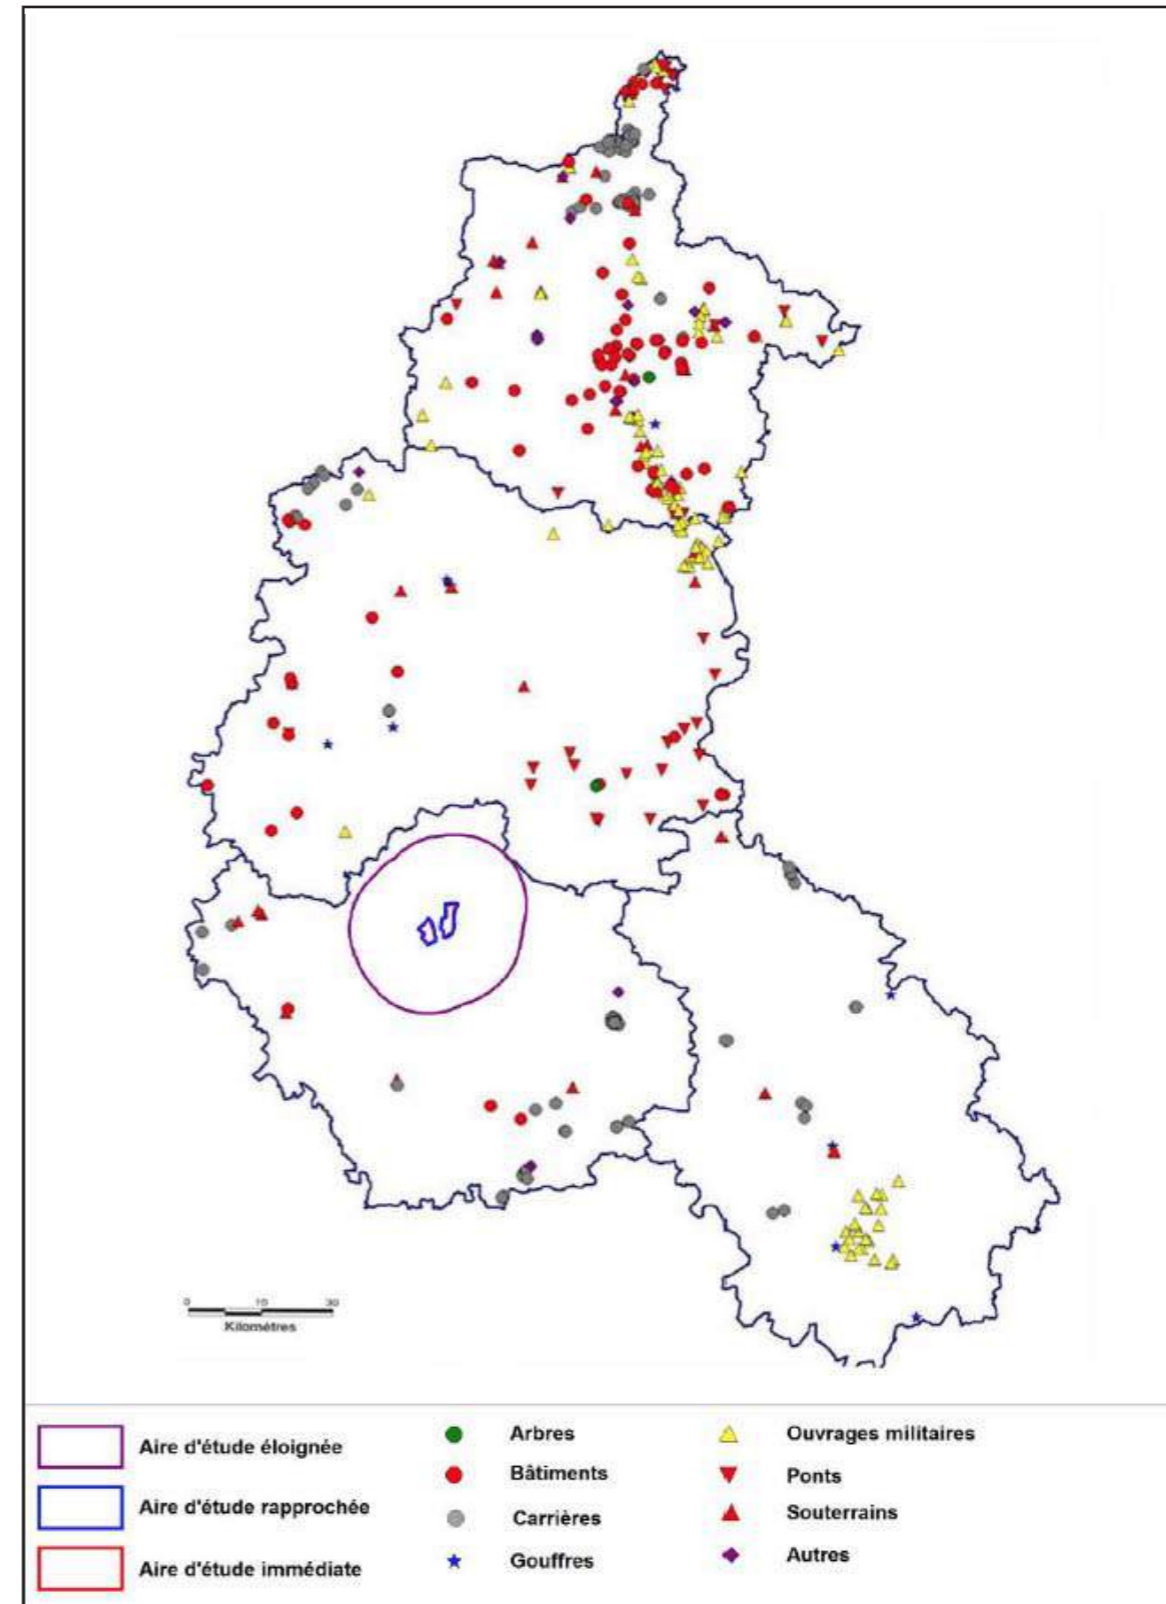 0 15 30
Kilomètres
Aire d'étude éloignée
Aire d'étude rapprochée
Aire d'étude immédiate
Arbres
Bâtiments
Carrières
Gouffres
Ouvrages militaires
Ponts
Souterrains
Autres